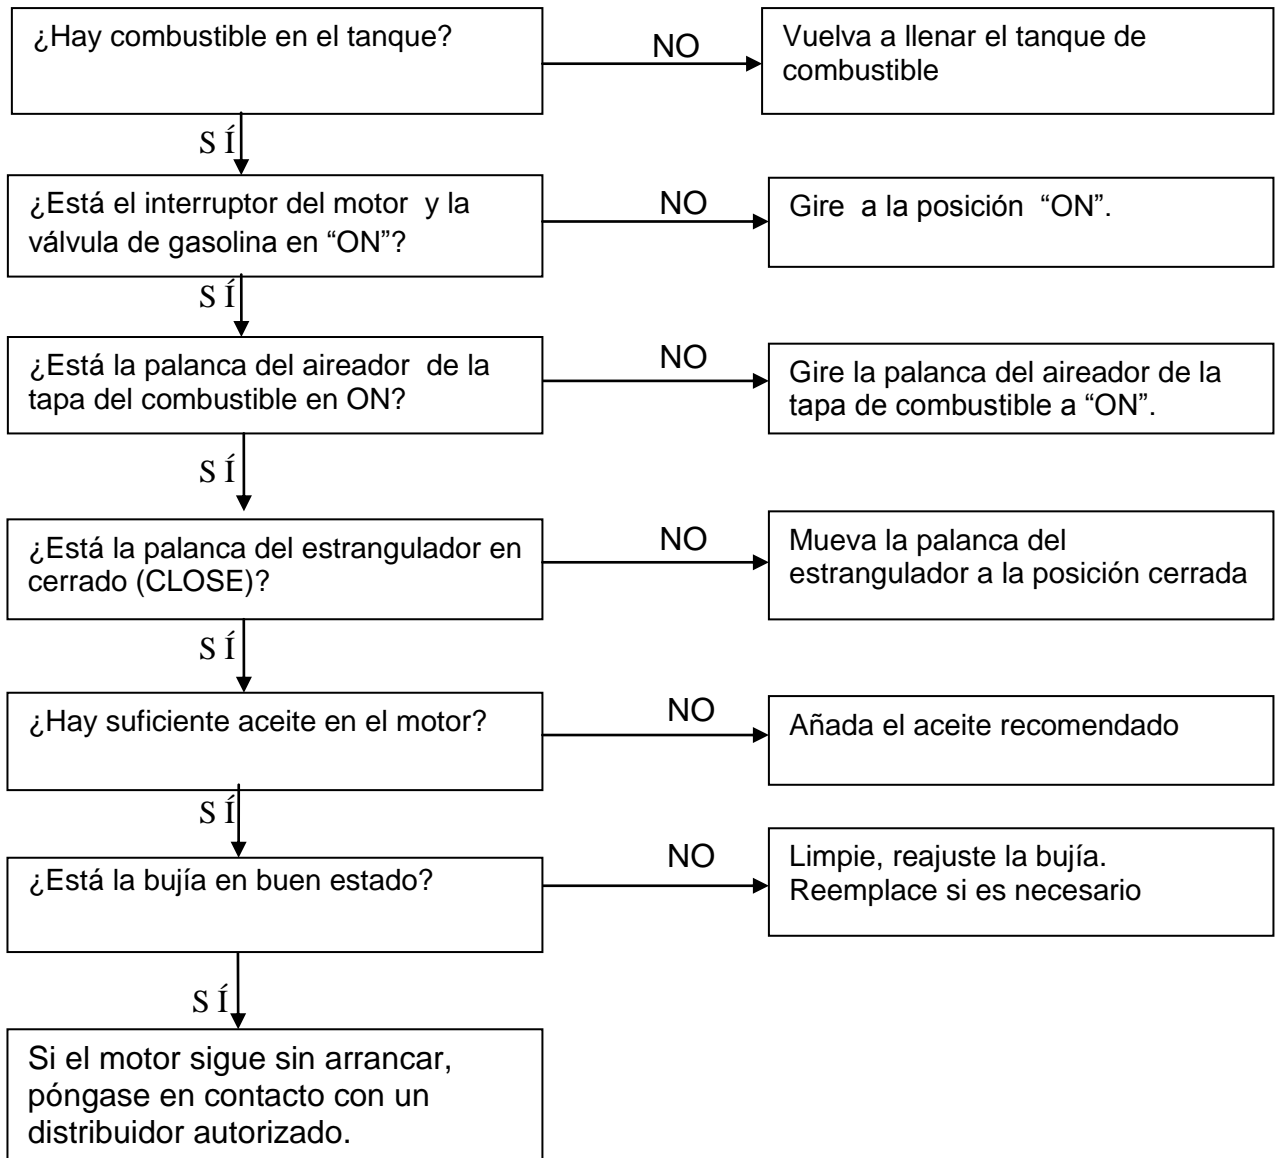 ¿Hay combustible en el tanque?
NO
Vuelva a llenar el tanque de
combustible
S Í
¿Está el interruptor del motor y la
válvula de gasolina en “ON”?
NO
Gire a la posición “ON”.
S Í
¿Está la palanca del aireador de la
tapa del combustible en ON?
NO
Gire la palanca del aireador de la
tapa de combustible a “ON”.
S Í
¿Está la palanca del estrangulador en
cerrado (CLOSE)?
NO
Mueva la palanca del
estrangulador a la posición cerrada
S Í
¿Hay suficiente aceite en el motor?
NO
Añada el aceite recomendado
S Í
¿Está la bujía en buen estado?
NO
Limpie, reajuste la bujía.
Reemplace si es necesario
S Í
Si el motor sigue sin arrancar,
póngase en contacto con un
distribuidor autorizado.